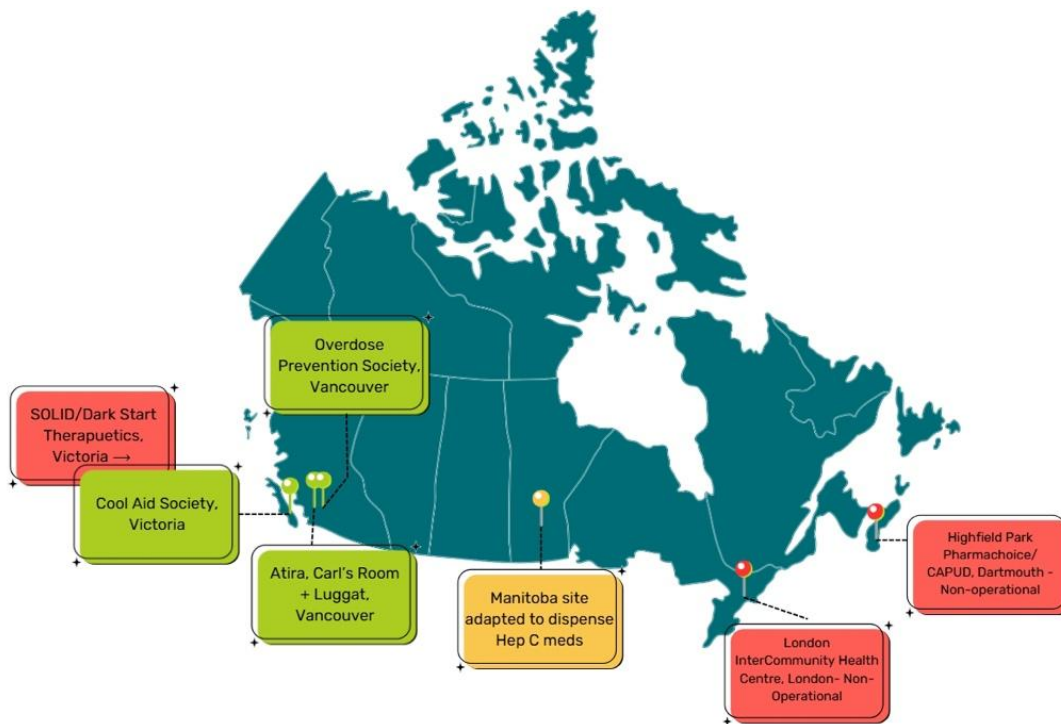 Overdose
Prevention Society,
Vancouver
SOLID/Dark Start
Therapuetics,
Victoria →
Cool Aid Society,
Victoria
Atira, Carl's Room
+ Luggat,
Vancouver
Manitoba site
adapted to dispense
Hep C meds
London
InterCommunity Health
Centre, London- Non-
Operational
Highfield Park
Pharmachoice/
CAPUD, Dartmouth -
Non-operational